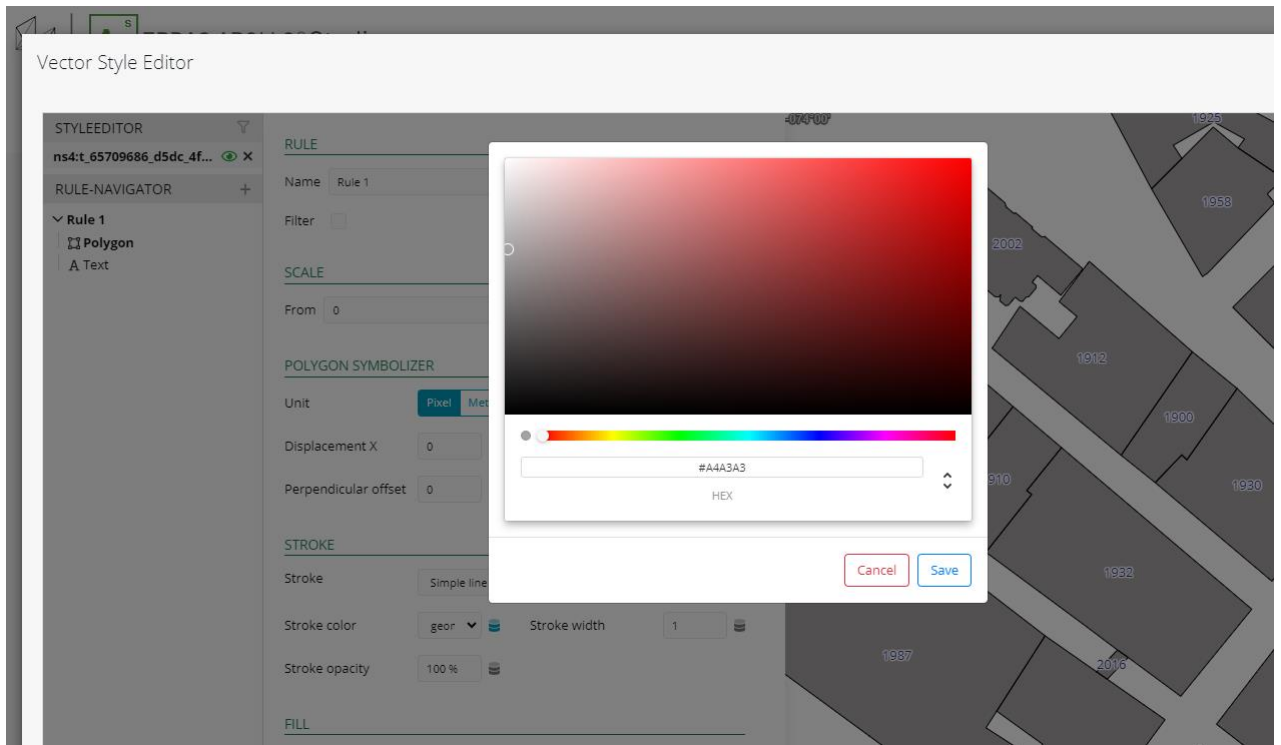 S
Vector Style Editor
STYLEEDITOR
ns4:t_65709686_d5dc_4f...
RULE-NAVIGATOR
Rule 1
Polygon
A Text
RULE
Name Rule 1
Filter
SCALE
From 0
POLYGON SYMBOLIZER
Unit Pixel Met
Displacement X 0
Perpendicular offset 0
STROKE
Stroke Simple line
Stroke color geor Stroke width 1
Stroke opacity 100 %
FILL
#A4A3A3
HEX
Cancel Save
-074°00'
1925
1958
2002
1912
1900
910
1930
1932
1987
2016